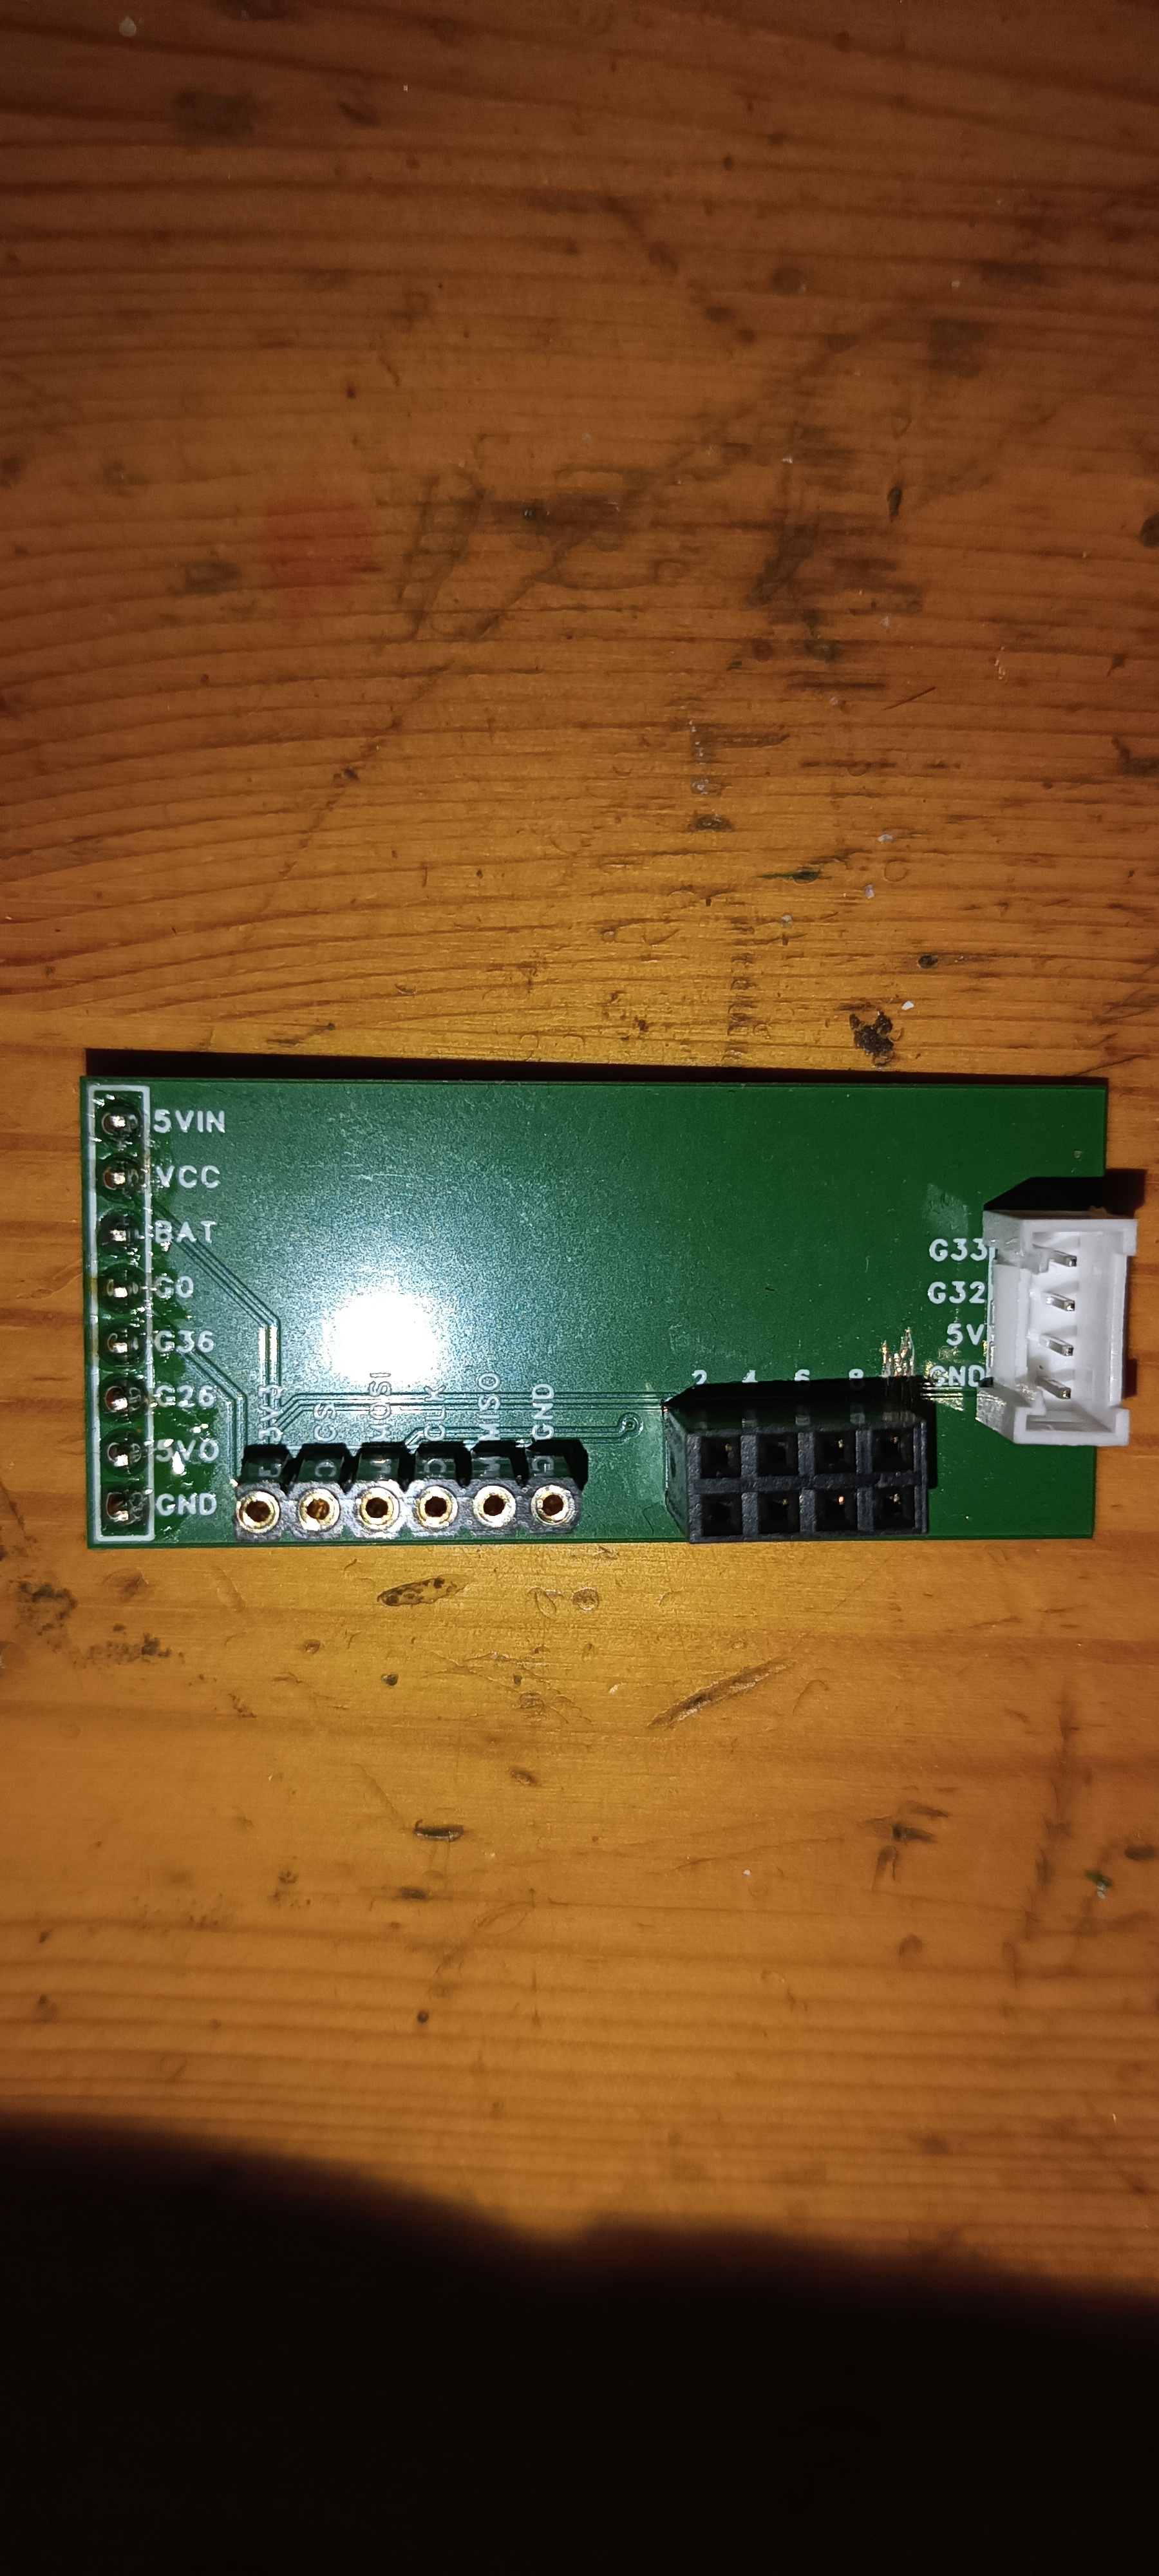 5VIN
VCC
BAT
G0
G36
G26
5VO
GND
3V3
CS
MOSI
CLK
MISO
GND
2 4 6 8
G33
G32
5V
GND